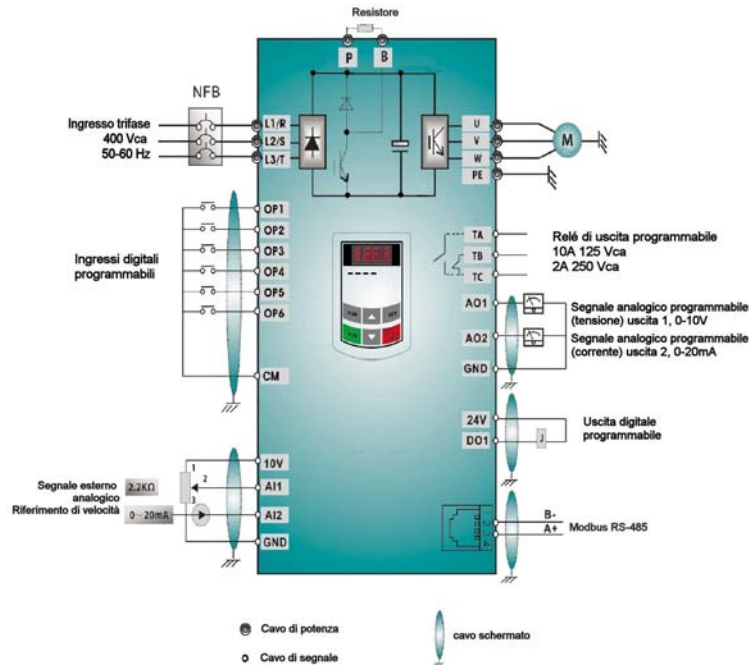 Resistore
P B
NFB
Ingresso trifase
400 Vca
50-60 Hz
L1/R
L2/S
L3/T
U
V
W
PE
M
OP1
OP2
OP3
OP4
OP5
OP6
CM
Ingressi digitali
programmabili
TA
TB
TC
Relé di uscita programmabile
10A 125 Vca
2A 250 Vca
AO1
AO2
GND
Segnale analogico programmabile
(tensione) uscita 1, 0-10V
Segnale analogico programmabile
(corrente) uscita 2, 0-20mA
24V
DO1
J
Uscita digitale
programmabile
10V
AI1
AI2
GND
1
2
3
Segnale esterno
analogico
Riferimento di velocità
2.2KΩ
0~20mA
B-
A+
Modbus RS-485
Cavo di potenza
Cavo di segnale
cavo schermato